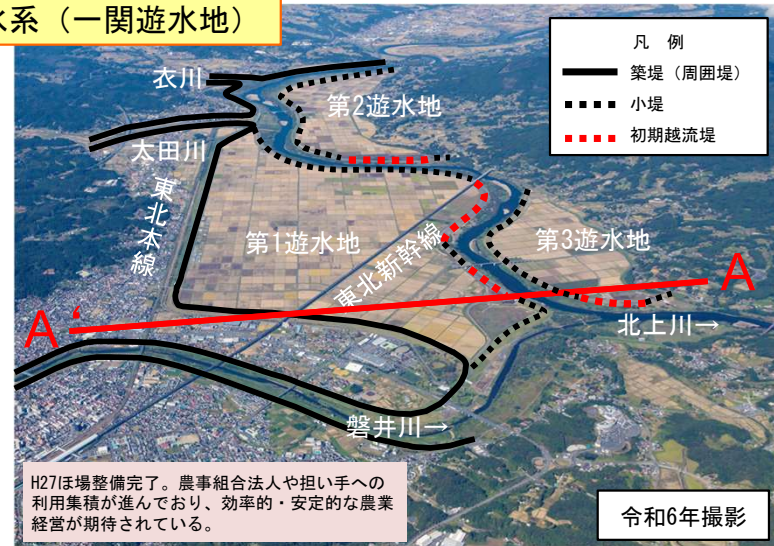 水系（一関遊水地）
凡　例
築堤（周囲堤）
小堤
初期越流堤
衣川
第2遊水地
太田川
東北本線
第1遊水地
東北新幹線
第3遊水地
A
A‘
北上川→
磐井川→
H27ほ場整備完了。農事組合法人や担い手への
利用集積が進んでおり、効率的・安定的な農業
経営が期待されている。
令和6年撮影